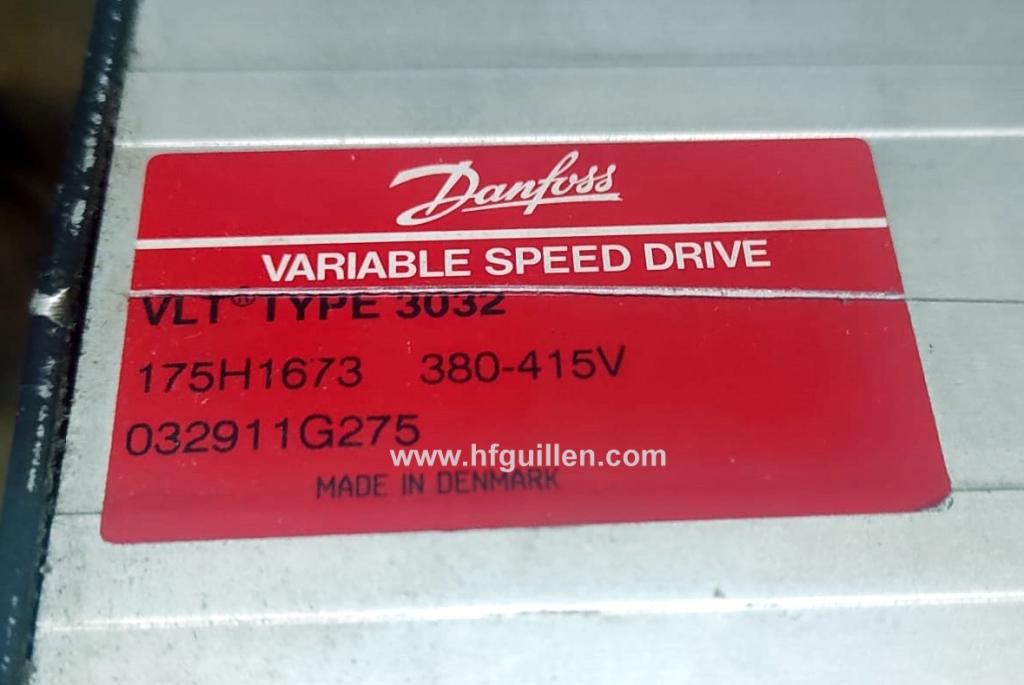 Danfoss
VARIABLE SPEED DRIVE
VLT® TYPE 3032
175H1673 380-415V
032911G275
www.hfguillen.com
MADE IN DENMARK